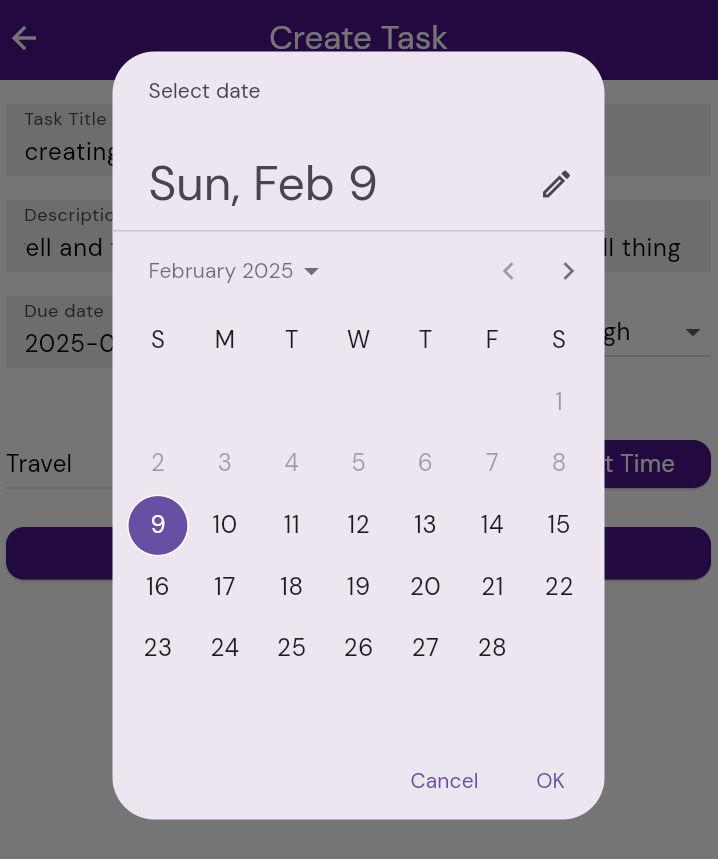 Create Task
Select date
Sun, Feb 9
February 2025
S M T W T F S
1
2 3 4 5 6 7 8
9 10 11 12 13 14 15
16 17 18 19 20 21 22
23 24 25 26 27 28
Cancel OK
Task Title
creating
Descriptio
ell and
ll thing
Due date
2025-0
gh
Travel
t Time